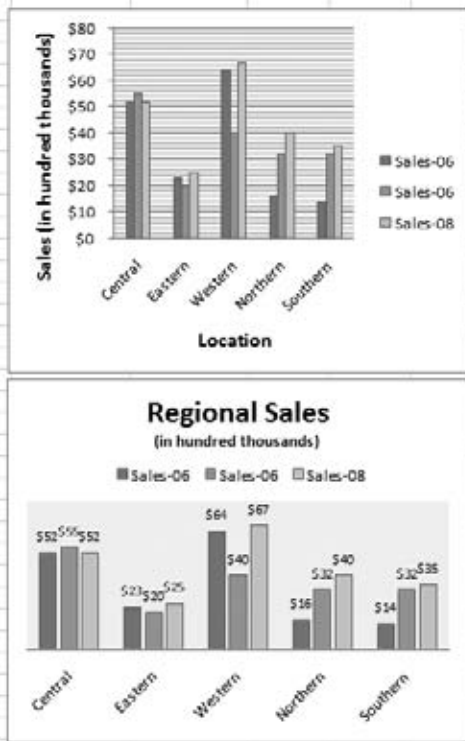 $80
$70
$60
$50
$40
$30
$20
$10
$0
Sales (in hundred thousands)
Sales-06
Sales-06
Sales-08
Central
Eastern
Western
Northern
Southern
Location
Regional Sales
(in hundred thousands)
Sales-06 Sales-06 Sales-08
$52 $55 $52
$23 $20 $25
$64 $40 $67
$16 $32 $40
$14 $32 $35
Central
Eastern
Western
Northern
Southern